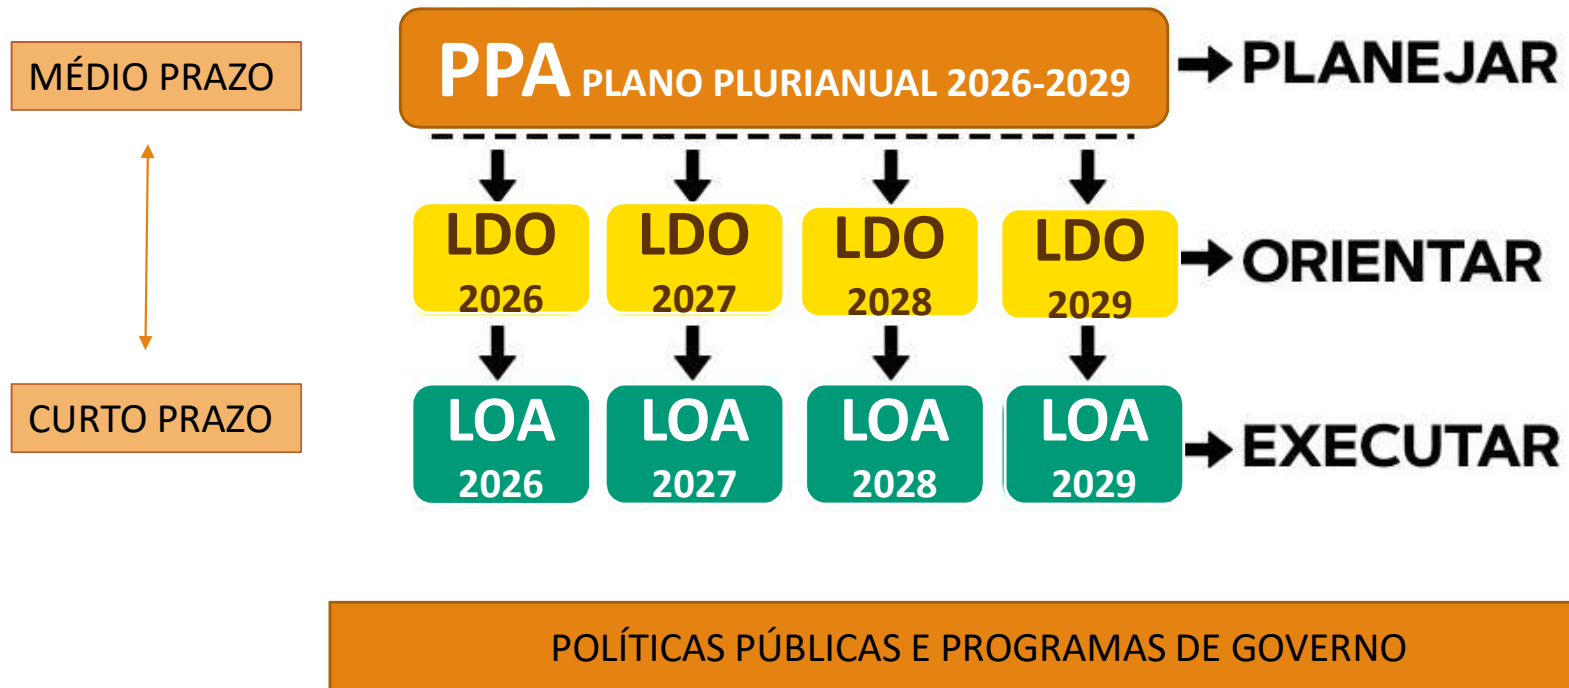 MÉDIO PRAZO
PPA PLANO PLURIANUAL 2026-2029
PLANEJAR
LDO
2026
LDO
2027
LDO
2028
LDO
2029
ORIENTAR
CURTO PRAZO
LOA
2026
LOA
2027
LOA
2028
LOA
2029
EXECUTAR
POLÍTICAS PÚBLICAS E PROGRAMAS DE GOVERNO